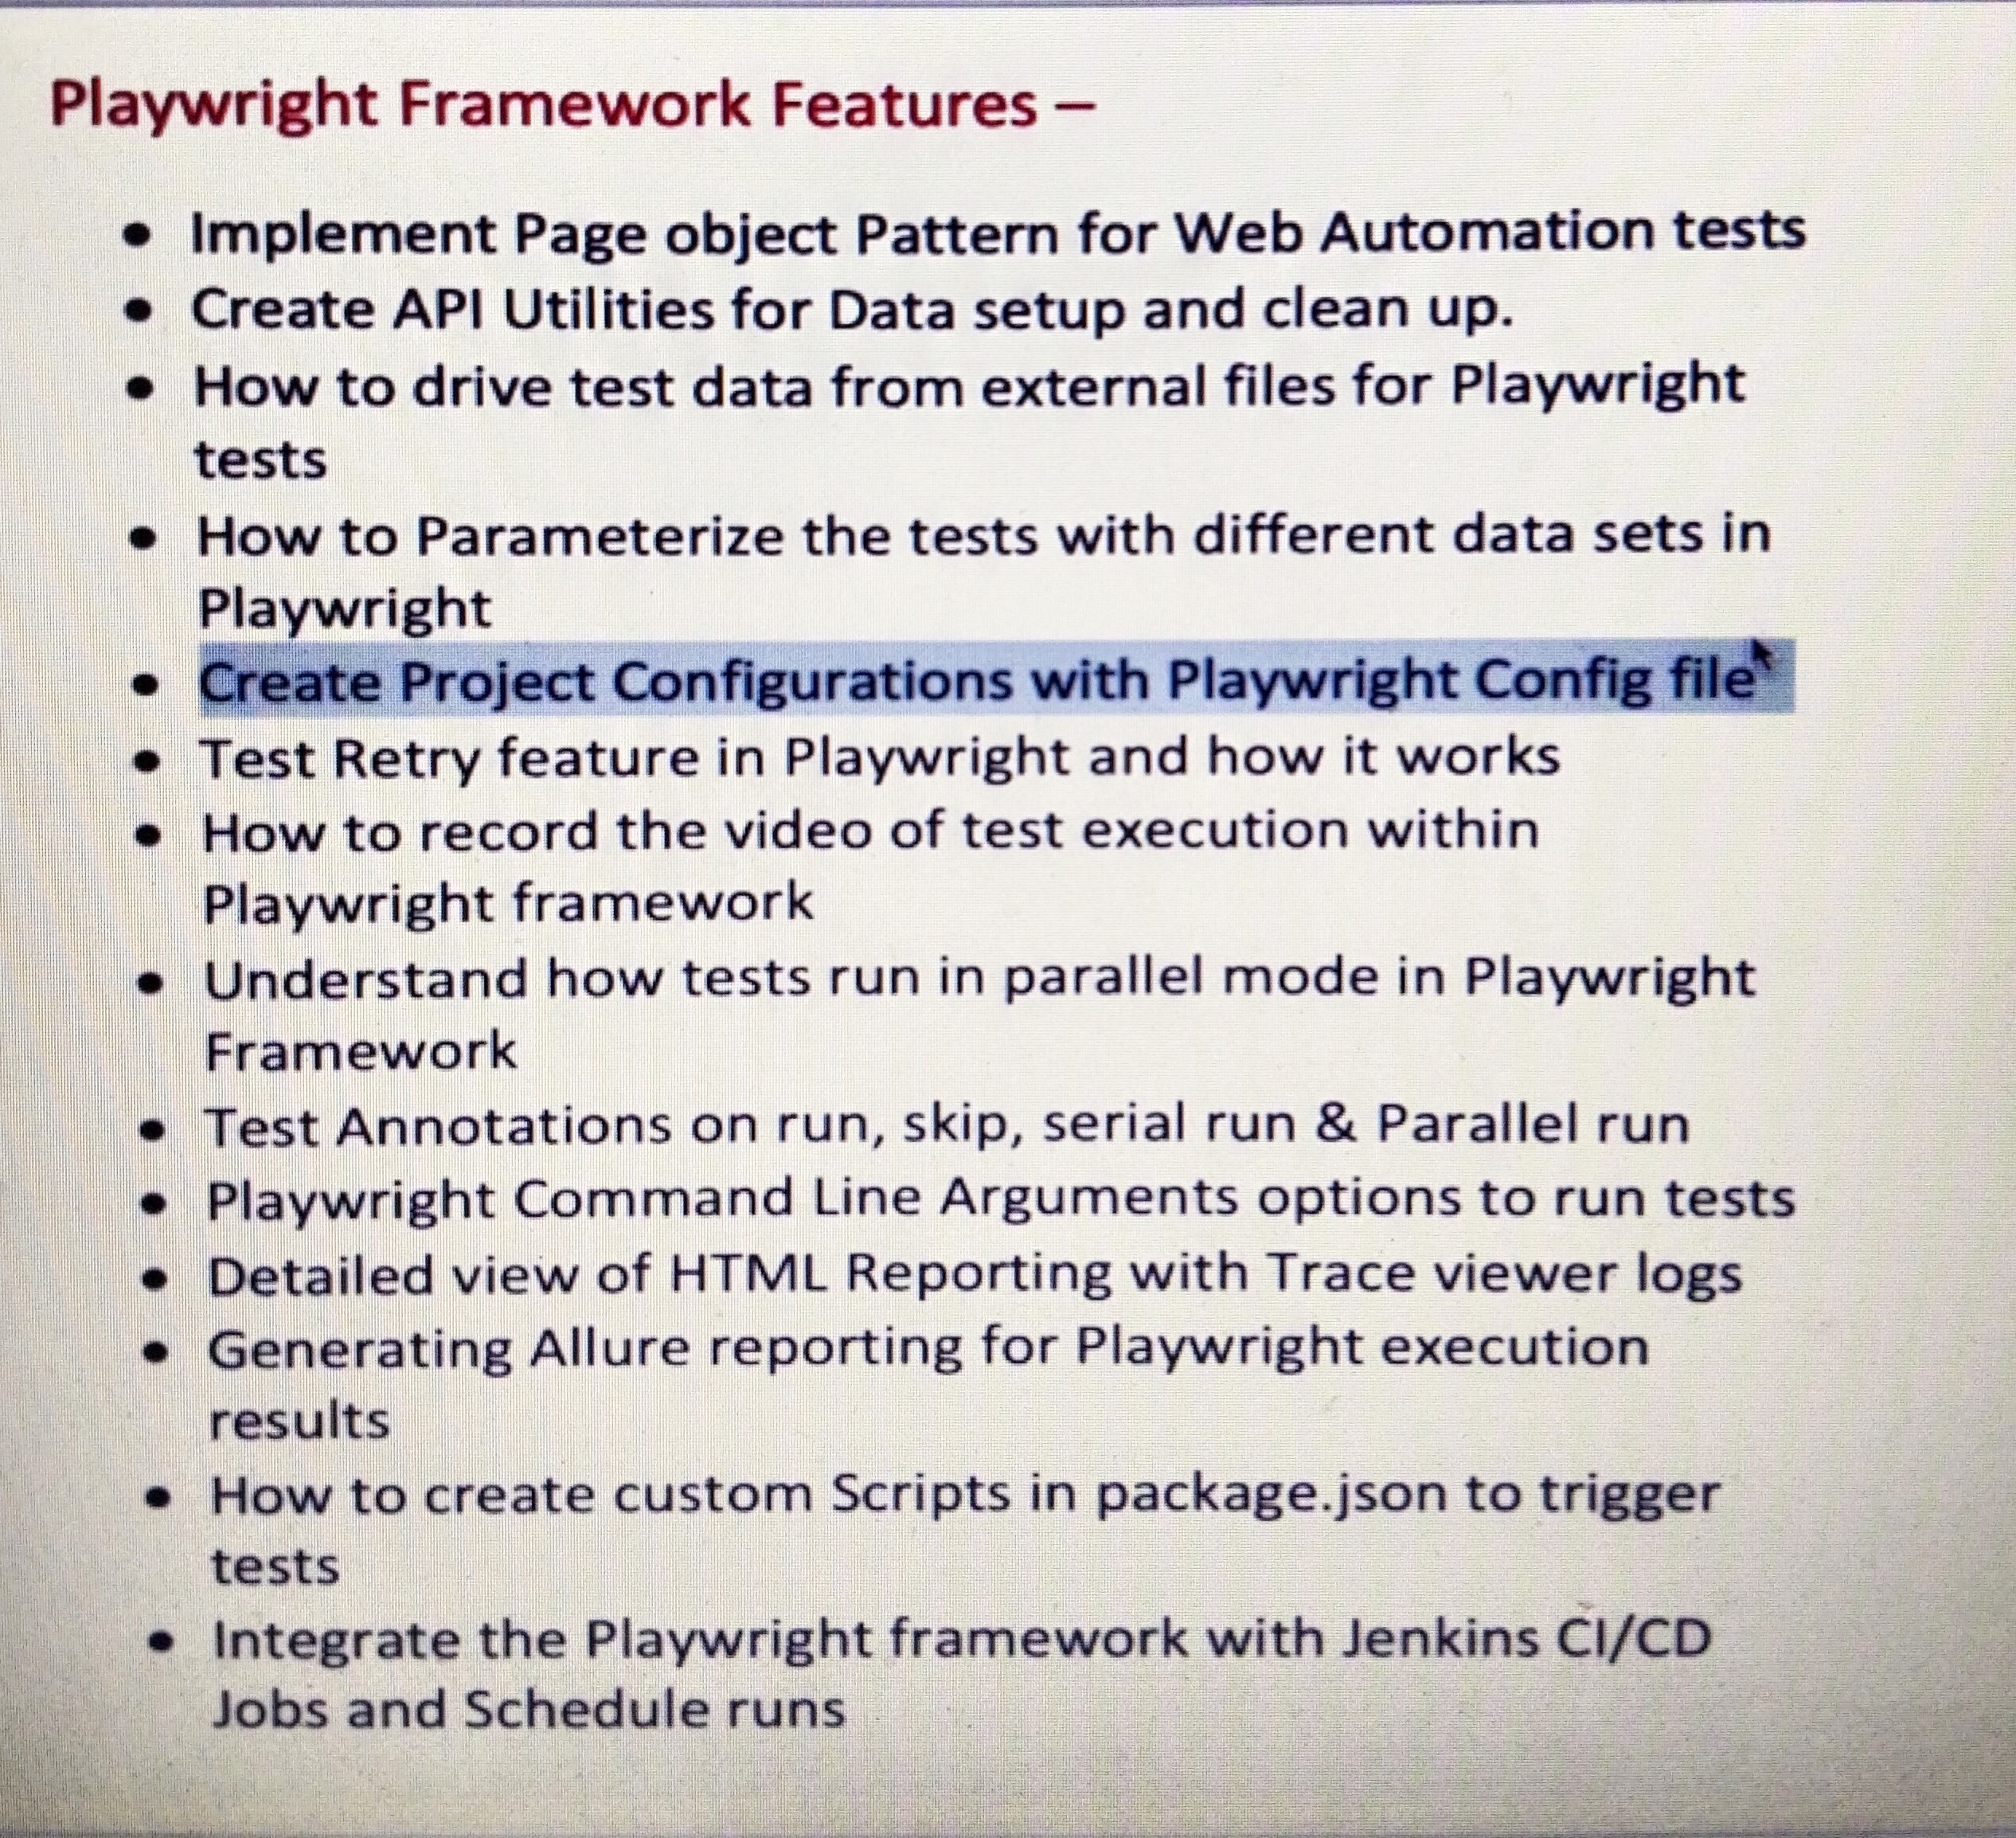 Playwright Framework Features –
• Implement Page object Pattern for Web Automation tests
• Create API Utilities for Data setup and clean up.
• How to drive test data from external files for Playwright
tests
• How to Parameterize the tests with different data sets in
Playwright
• Create Project Configurations with Playwright Config file
• Test Retry feature in Playwright and how it works
• How to record the video of test execution within
Playwright framework
• Understand how tests run in parallel mode in Playwright
Framework
• Test Annotations on run, skip, serial run & Parallel run
• Playwright Command Line Arguments options to run tests
• Detailed view of HTML Reporting with Trace viewer logs
• Generating Allure reporting for Playwright execution
results
• How to create custom Scripts in package.json to trigger
tests
• Integrate the Playwright framework with Jenkins CI/CD
Jobs and Schedule runs